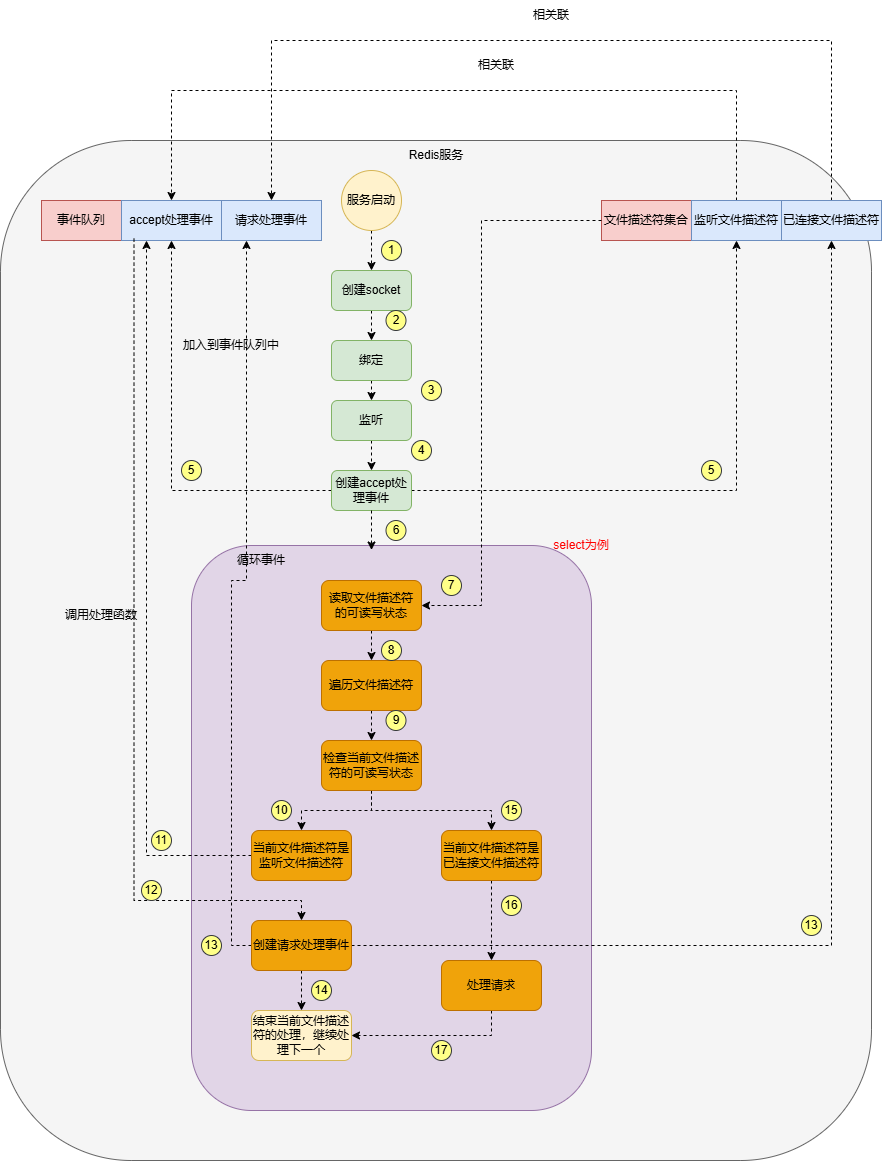 相关联
相关联
Redis服务
服务启动
事件队列
accept处理事件
请求处理事件
文件描述符集合
监听文件描述符
已连接文件描述符
1
创建socket
2
加入到事件队列中
绑定
3
监听
4
5
创建accept处
理事件
5
6
select为例
循环事件
7
读取文件描述符
的可读写状态
调用处理函数
8
遍历文件描述符
9
检查当前文件描述
符的可读写状态
10
15
11
当前文件描述符是
监听文件描述符
当前文件描述符是
已连接文件描述符
12
16
13
创建请求处理事件
13
14
处理请求
结束当前文件描述
符的处理，继续处
理下一个
17